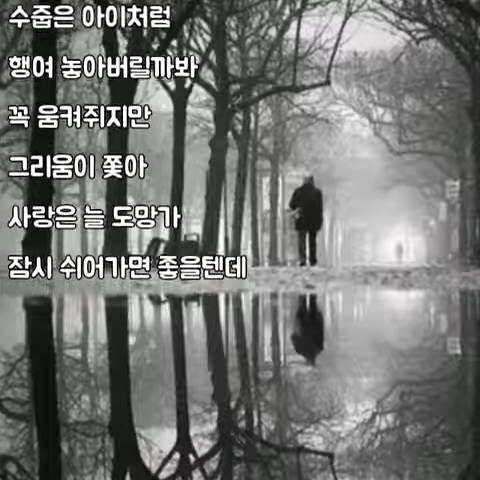 수줍은 아이처럼
행여 놓아버릴까봐
꼭 움켜쥐지만
그리움이 쫓아
사랑은 늘 도망가
잠시 쉬어가면 좋을텐데